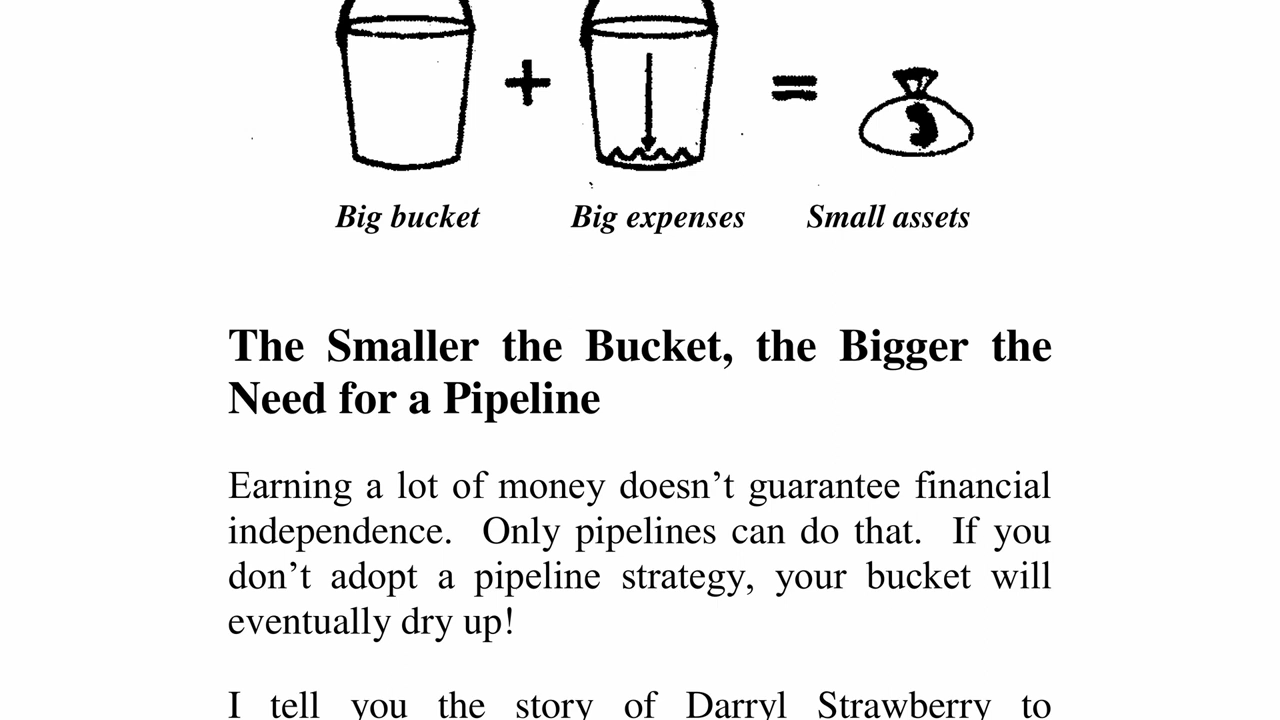 Big bucket Big expenses Small assets
The Smaller the Bucket, the Bigger the
Need for a Pipeline
Earning a lot of money doesn’t guarantee financial
independence. Only pipelines can do that. If you
don’t adopt a pipeline strategy, your bucket will
eventually dry up!
I tell you the story of Darryl Strawberry to